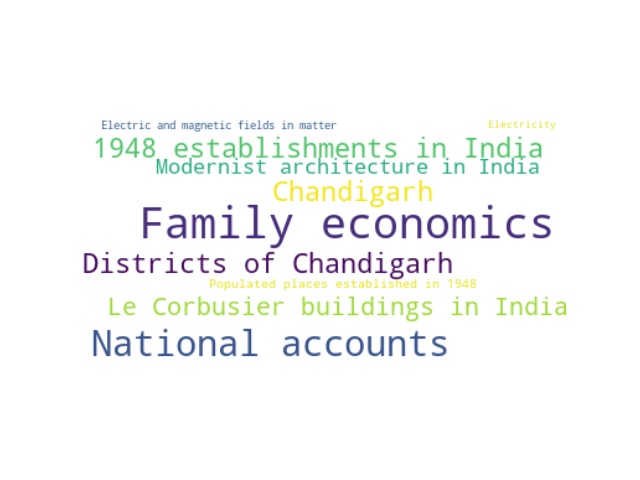 Electric and magnetic fields in matter
Electricity
1948 establishments in India
Modernist architecture in India
Chandigarh
Family economics
Districts of Chandigarh
Populated places established in 1948
Le Corbusier buildings in India
National accounts